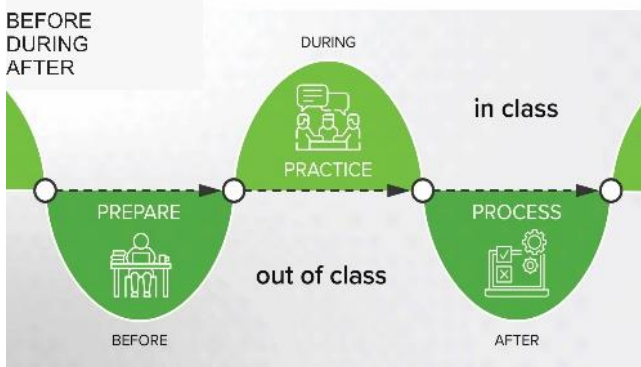 BEFORE
DURING
AFTER
DURING
in class
PRACTICE
PREPARE
PROCESS
out of class
BEFORE
AFTER